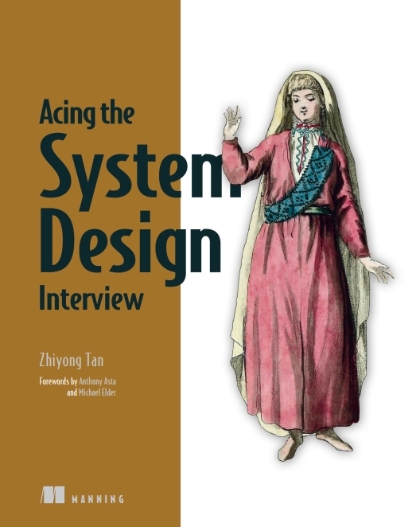 Acing the
System
Design
Interview
Zhiyong Tan
Forewords by Anthony Asta
and Michael Elder
MANNING